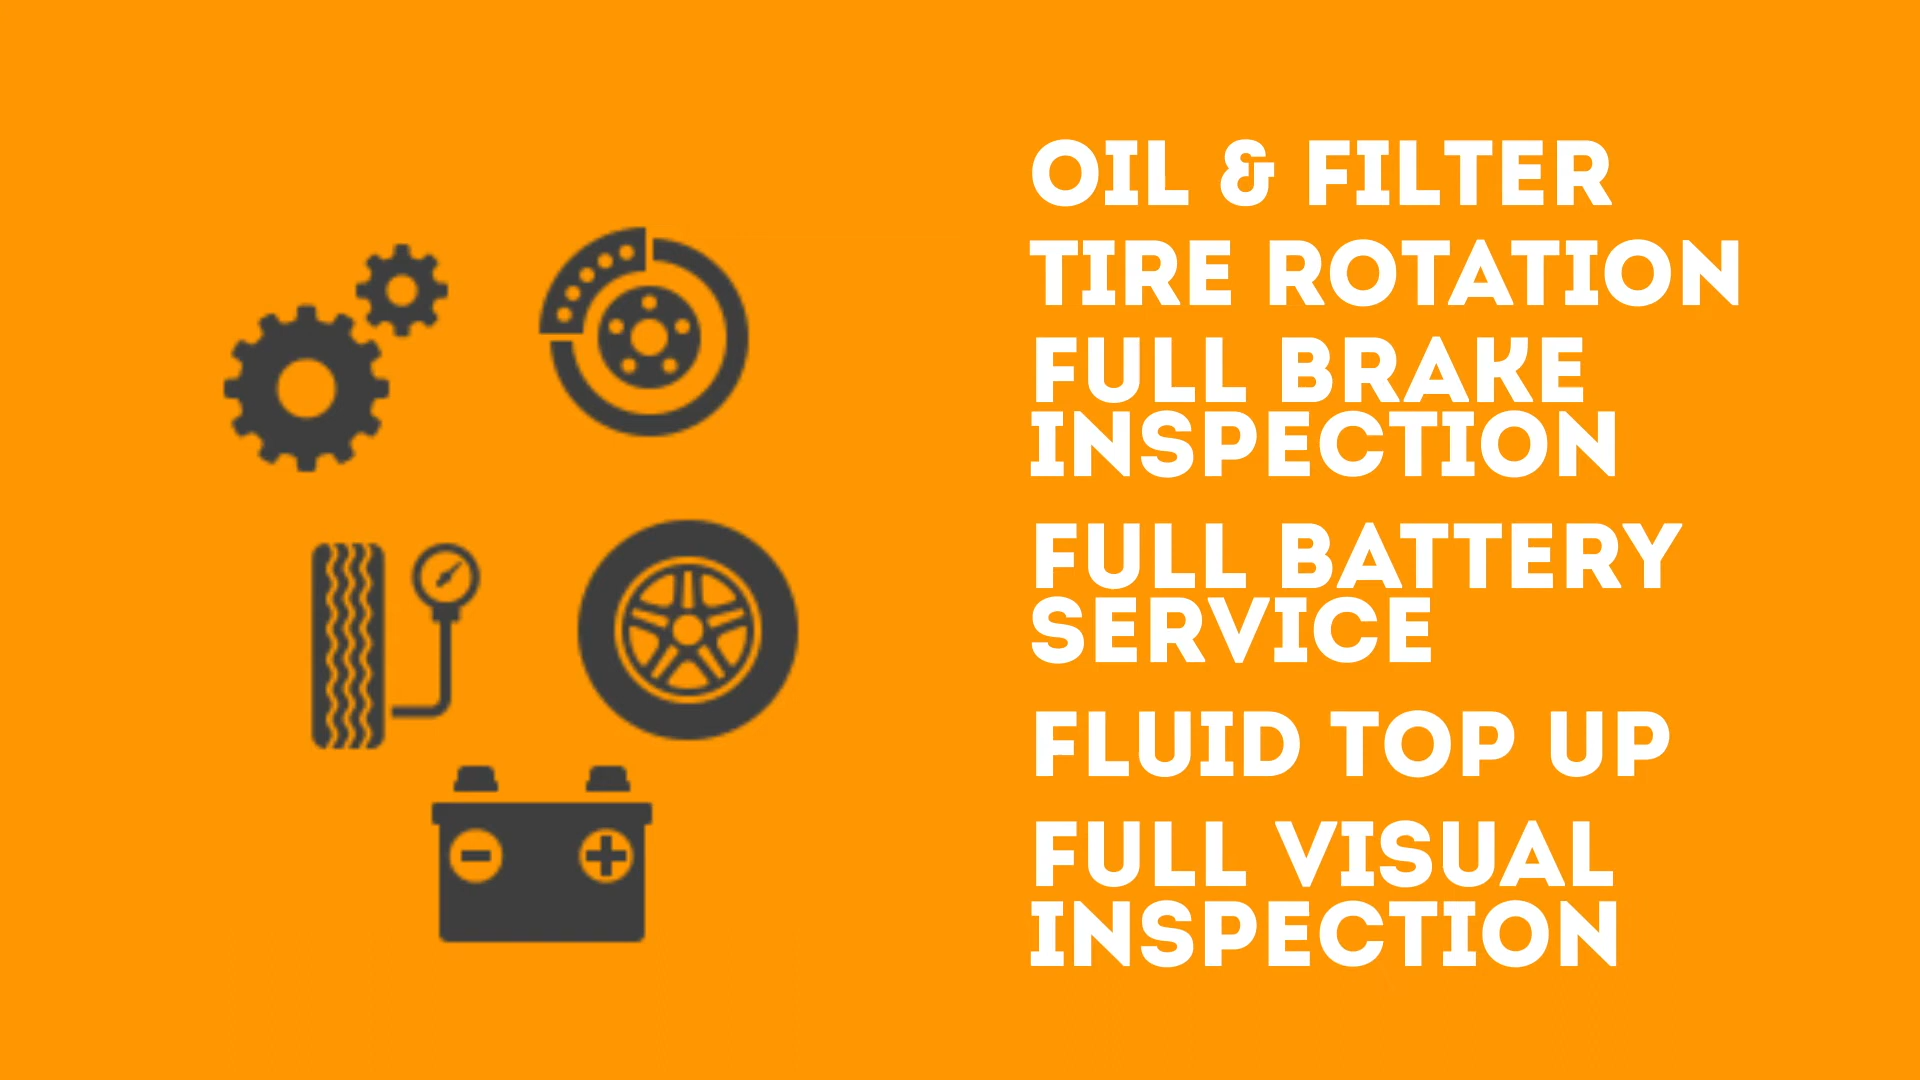 OIL & FILTER
TIRE ROTATION
FULL BRAKE
INSPECTION
FULL BATTERY
SERVICE
FLUID TOP UP
FULL VISUAL
INSPECTION